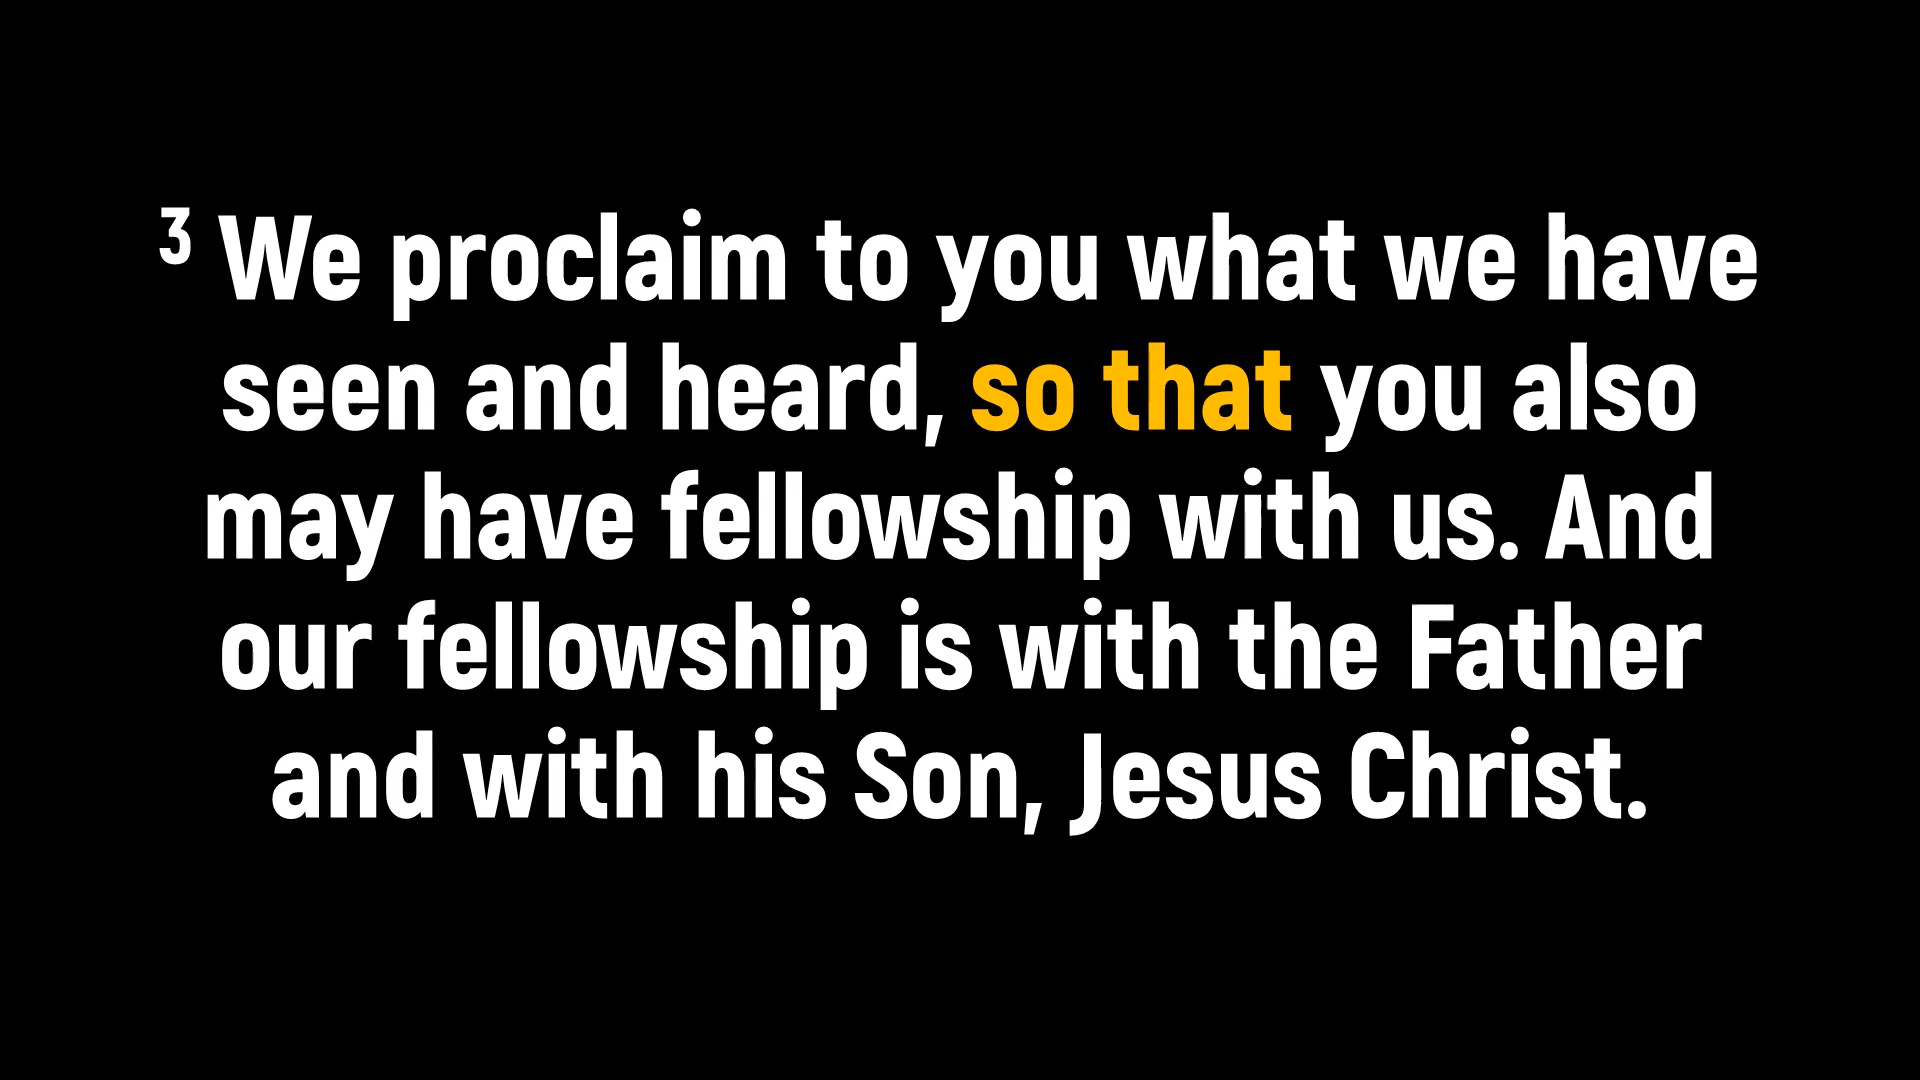 ³ We proclaim to you what we have
seen and heard, so that you also
may have fellowship with us. And
our fellowship is with the Father
and with his Son, Jesus Christ.